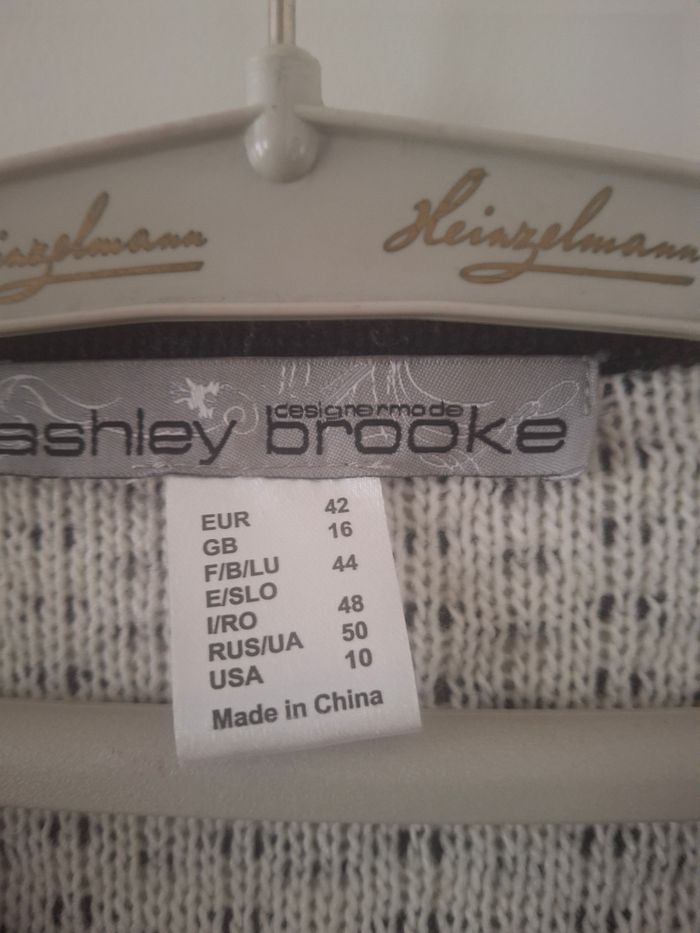 Heinzelmann
designermode
ashley brooke
EUR 42
GB 16
F/B/LU 44
E/SLO
I/RO 48
RUS/UA 50
USA 10
Made in China